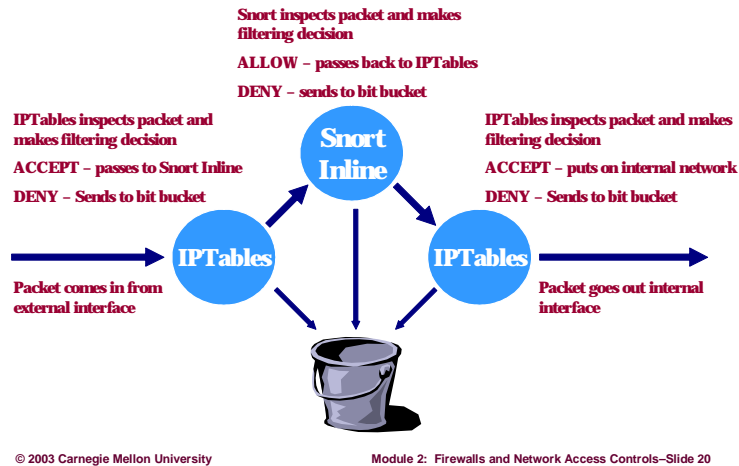 Snort inspects packet and makes
filtering decision
ALLOW – passes back to IPTables
DENY – sends to bit bucket
IPTables inspects packet and
makes filtering decision
ACCEPT – passes to Snort Inline
DENY – Sends to bit bucket
Snort
Inline
IPTables inspects packet and makes
filtering decision
ACCEPT – puts on internal network
DENY – Sends to bit bucket
IPTables
IPTables
Packet comes in from
external interface
Packet goes out internal
interface
© 2003 Carnegie Mellon University
Module 2: Firewalls and Network Access Controls–Slide 20